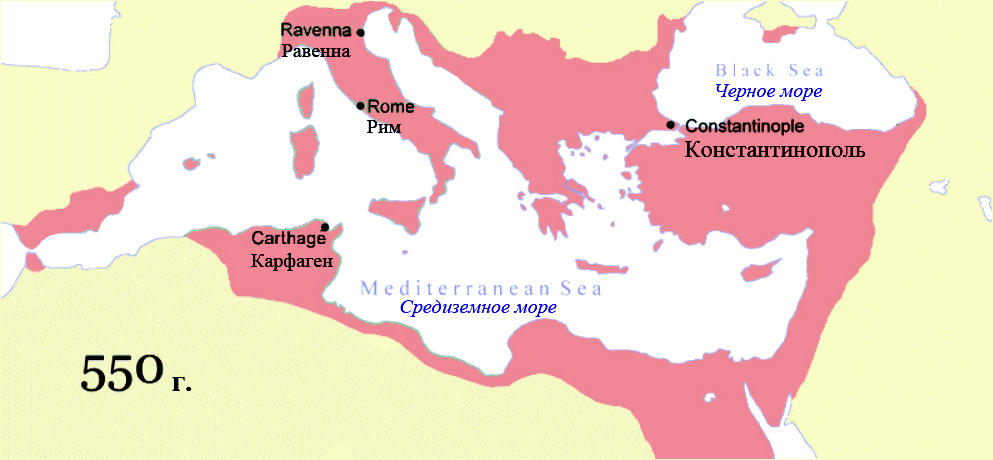 Ravenna
Равенна
Black Sea
Черное море
Rome
Рим
Constantinople
Константинополь
Carthage
Карфаген
Mediterranean Sea
Средиземное море
550 г.